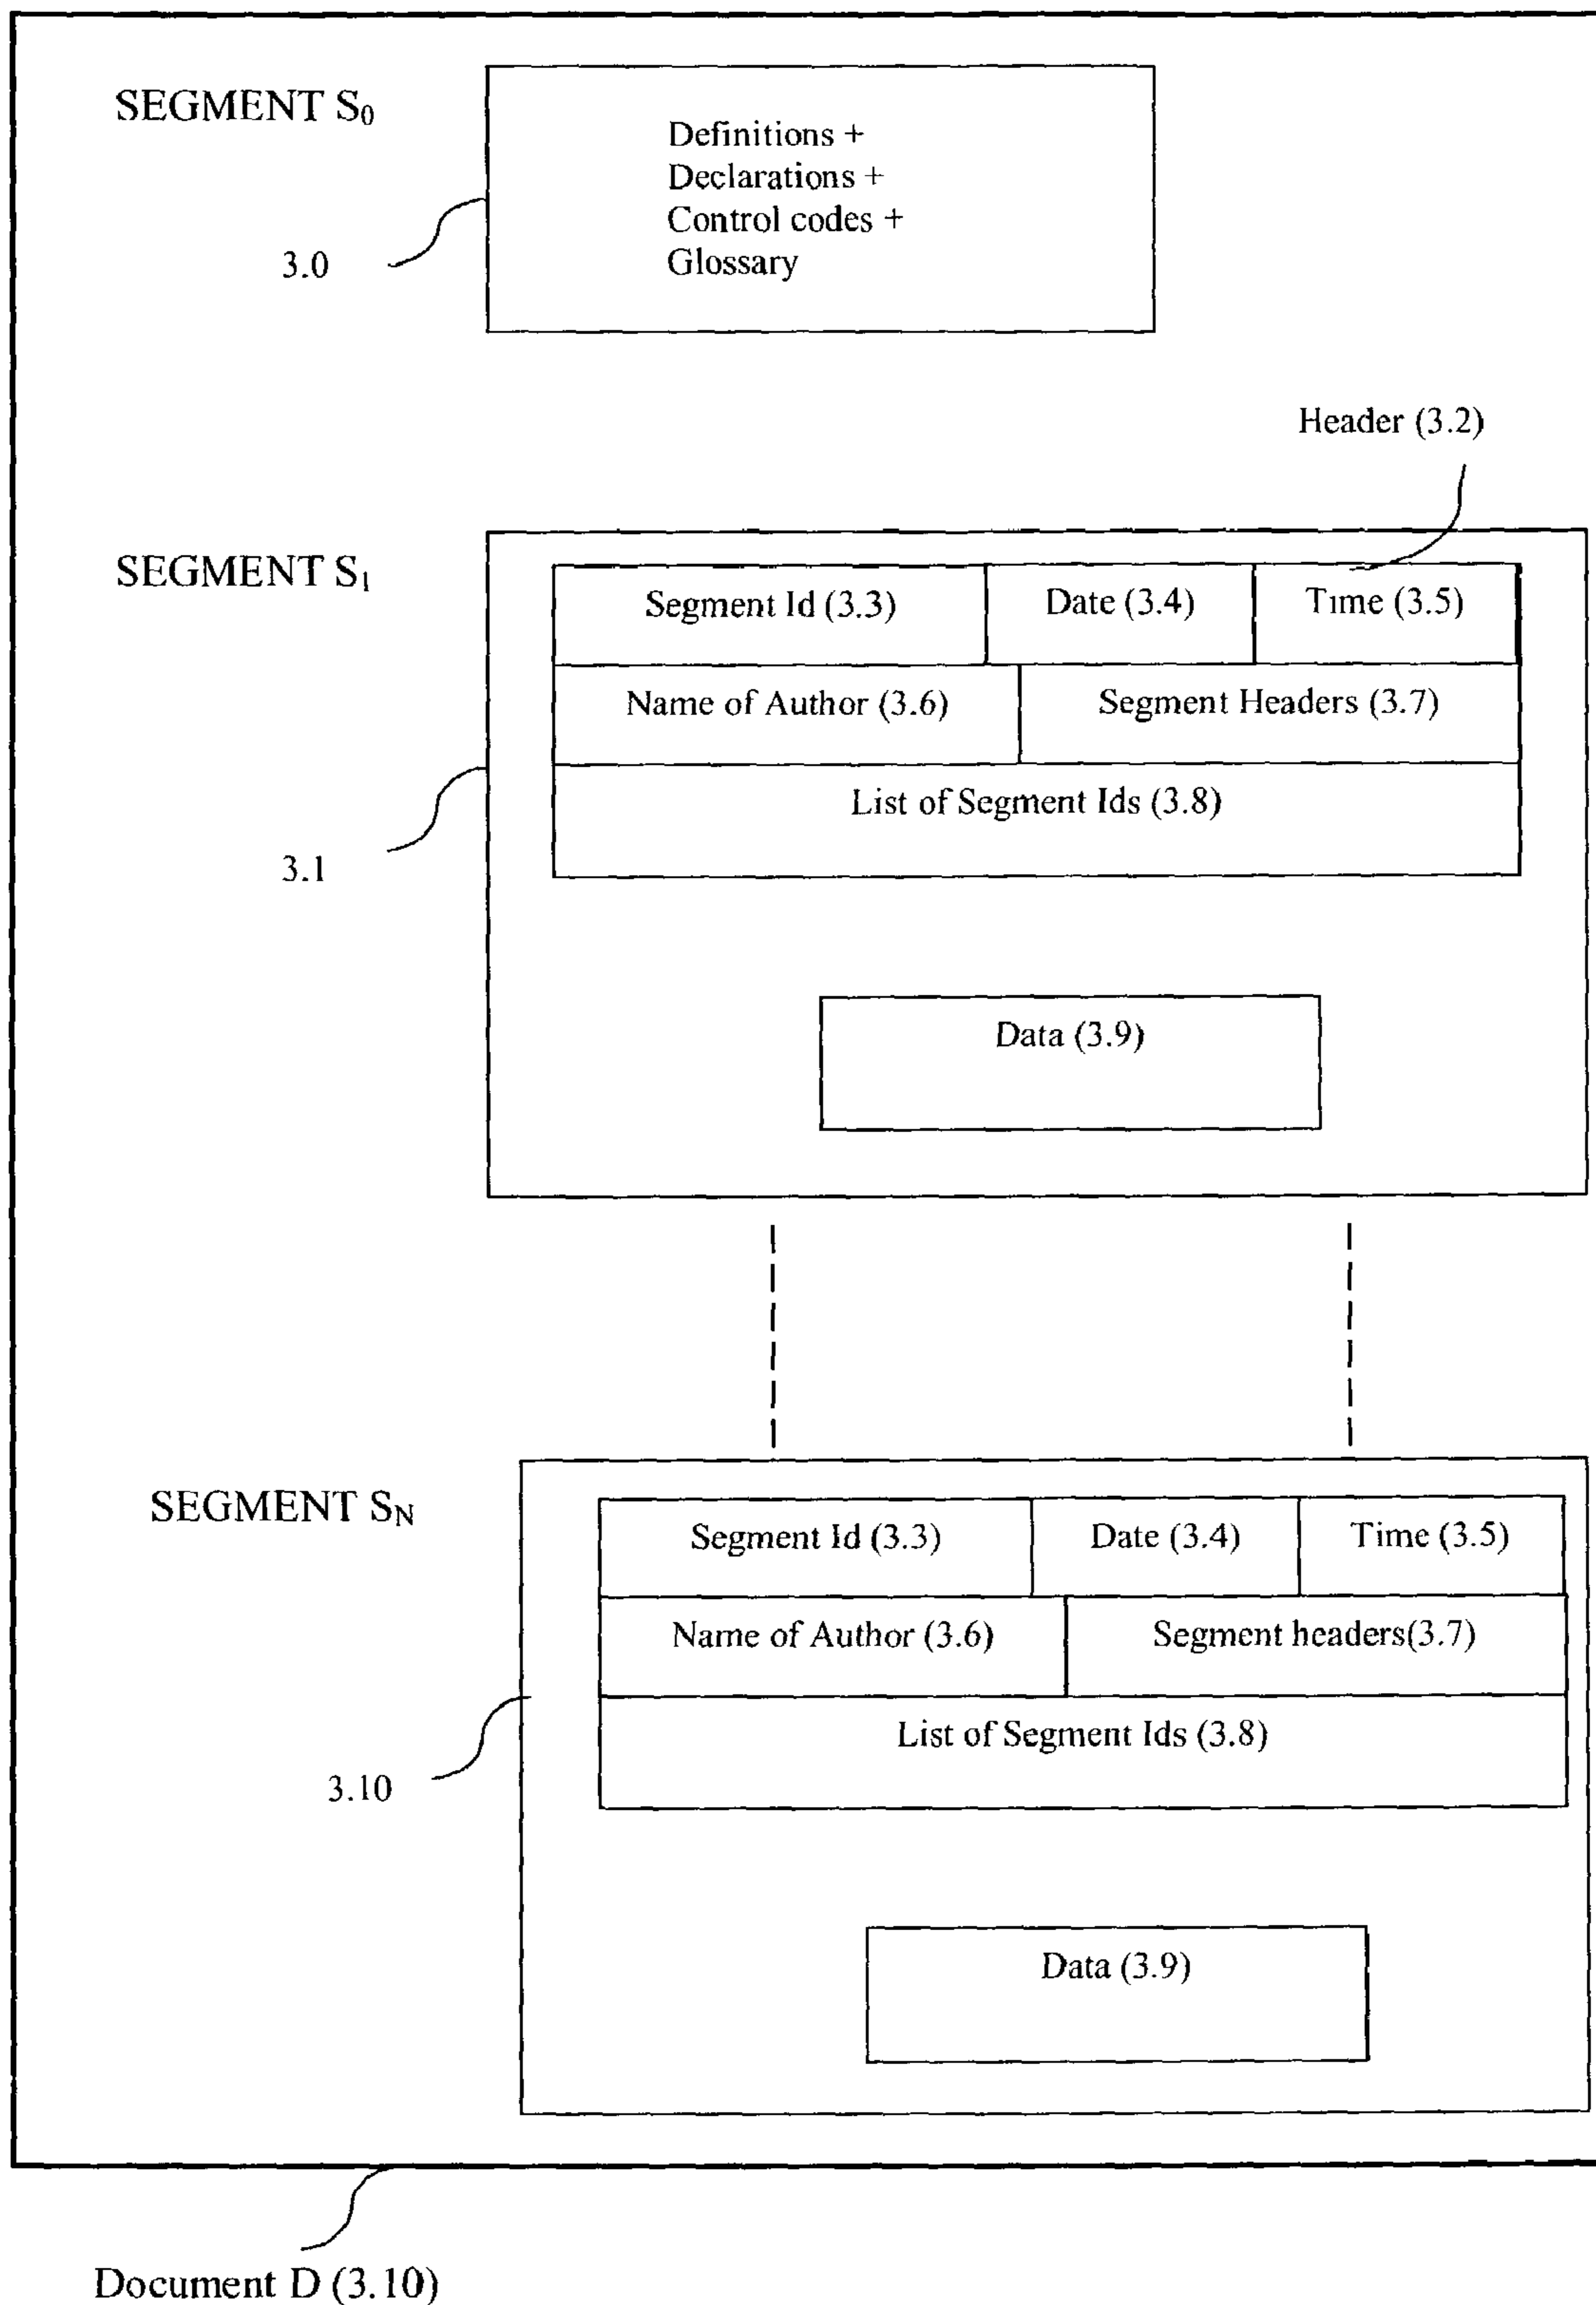 SEGMENT S₀
Definitions +
Declarations +
Control codes +
Glossary
3.0
Header (3.2)
SEGMENT S₁
Segment Id (3.3)
Date (3.4)
Time (3.5)
Name of Author (3.6)
Segment Headers (3.7)
List of Segment Ids (3.8)
3.1
Data (3.9)
SEGMENT S_N
Segment Id (3.3)
Date (3.4)
Time (3.5)
Name of Author (3.6)
Segment headers(3.7)
List of Segment Ids (3.8)
3.10
Data (3.9)
Document D (3.10)